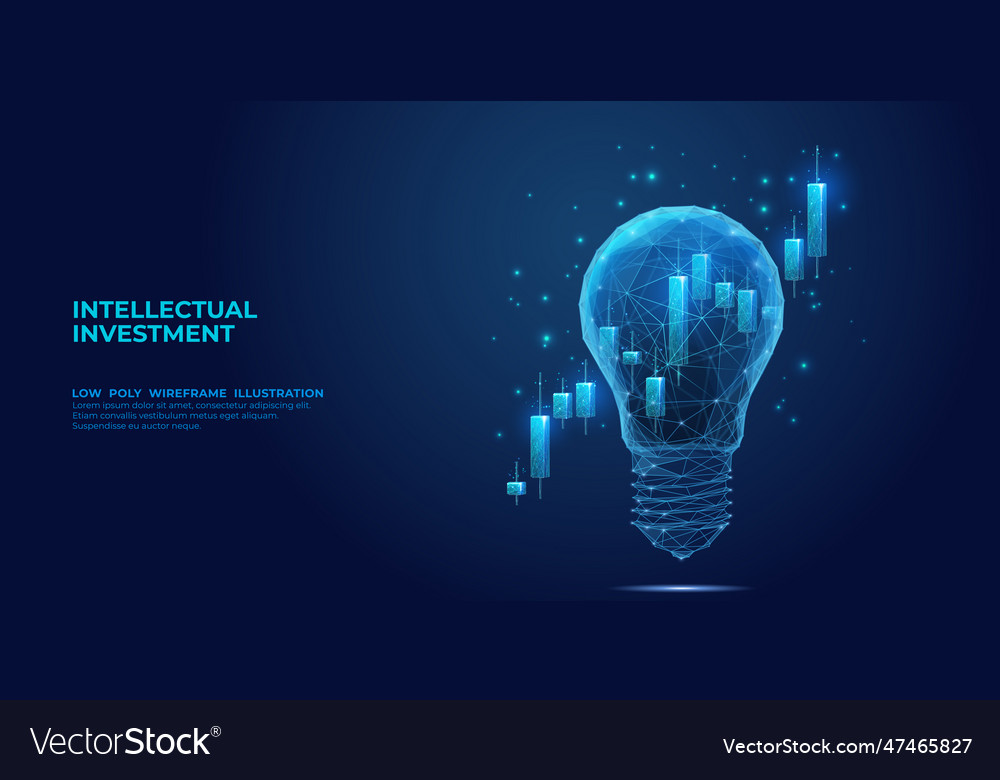 INTELLECTUAL
INVESTMENT
LOW POLY WIREFRAME ILLUSTRATION
Lorem ipsum dolor sit amet, consectetur adipiscing elit.
Etiam convallis vestibulum metus eget aliquam.
Suspendisse eu auctor neque.
VectorStock®
VectorStock.com/47465827